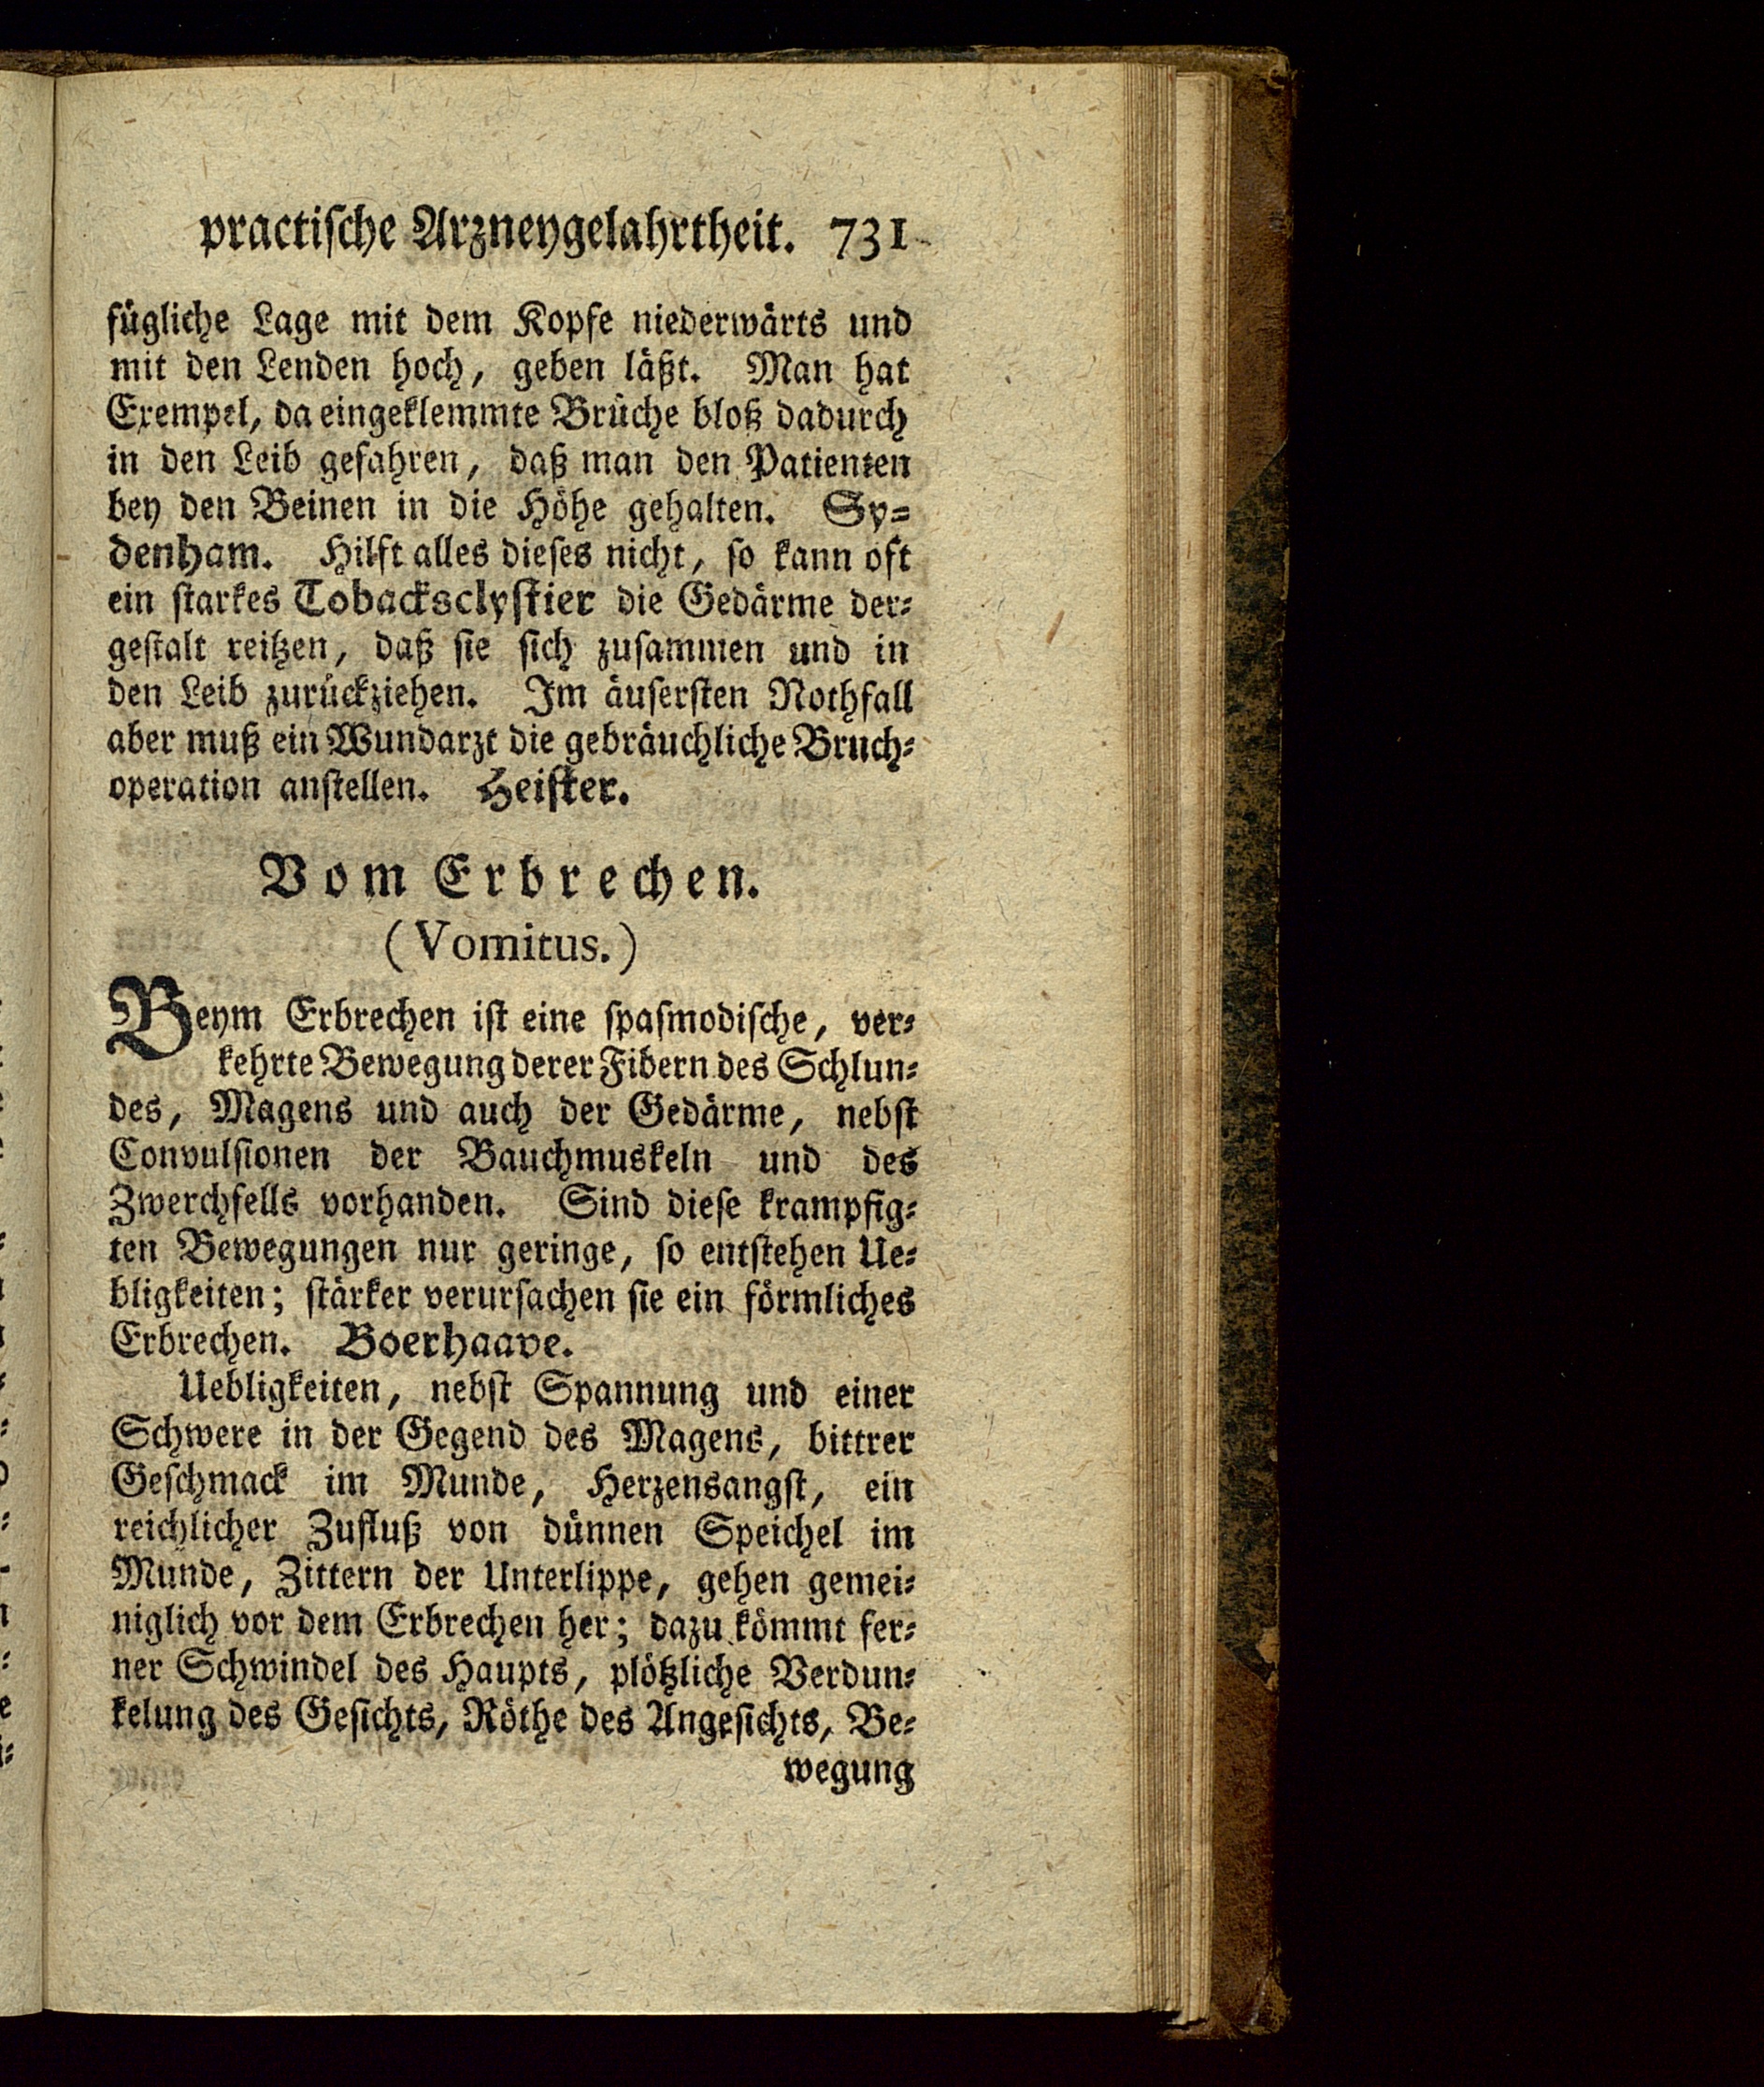 practische Arzneygelahrtheit. 731
fügliche Lage mit dem Kopfe niederwärts und
mit den Lenden hoch, geben läßt. Man hat
Exempel, da eingeklemmte Brüche bloß dadurch
in den Leib gefahren, daß man den Patienten
bey den Beinen in die Höhe gehalten. Sy=
denham. Hilft alles dieses nicht, so kann oft
ein starkes Tobacksclystier die Gedärme der=
gestalt reitzen, daß sie sich zusammen und in
den Leib zurückziehen. Im äusersten Nothfall
aber muß ein Wundarzt die gebräuchliche Bruch=
operation anstellen. Heister.
Vom Erbrechen.
(Vomitus.)
Beym Erbrechen ist eine spasmodische, ver=
kehrte Bewegung derer Fibern des Schlun=
des, Magens und auch der Gedärme, nebst
Convulsionen der Bauchmuskeln und des
Zwerchfells vorhanden. Sind diese krampfig=
ten Bewegungen nur geringe, so entstehen Ue=
bligkeiten; stärker verursachen sie ein förmliches
Erbrechen. Boerhaave.
Uebligkeiten, nebst Spannung und einer
Schwere in der Gegend des Magens, bittrer
Geschmack im Munde, Herzensangst, ein
reichlicher Zufluß von dünnen Speichel im
Munde, Zittern der Unterlippe, gehen gemei=
niglich vor dem Erbrechen her; dazu kömmt fer=
ner Schwindel des Haupts, plötzliche Verdun=
kelung des Gesichts, Röthe des Angesichts, Be=
wegung